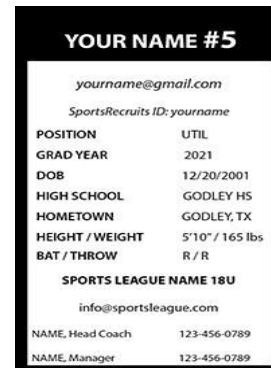 YOUR NAME #5
yourname@gmail.com
SportsRecruits ID: yourname
POSITION UTIL
GRAD YEAR 2021
DOB 12/20/2001
HIGH SCHOOL GODLEY HS
HOMETOWN GODLEY, TX
HEIGHT / WEIGHT 5'10" / 165 lbs
BAT / THROW R / R
SPORTS LEAGUE NAME 18U
info@sportsleague.com
NAME, Head Coach 123-456-0789
NAME, Manager 123-456-0789